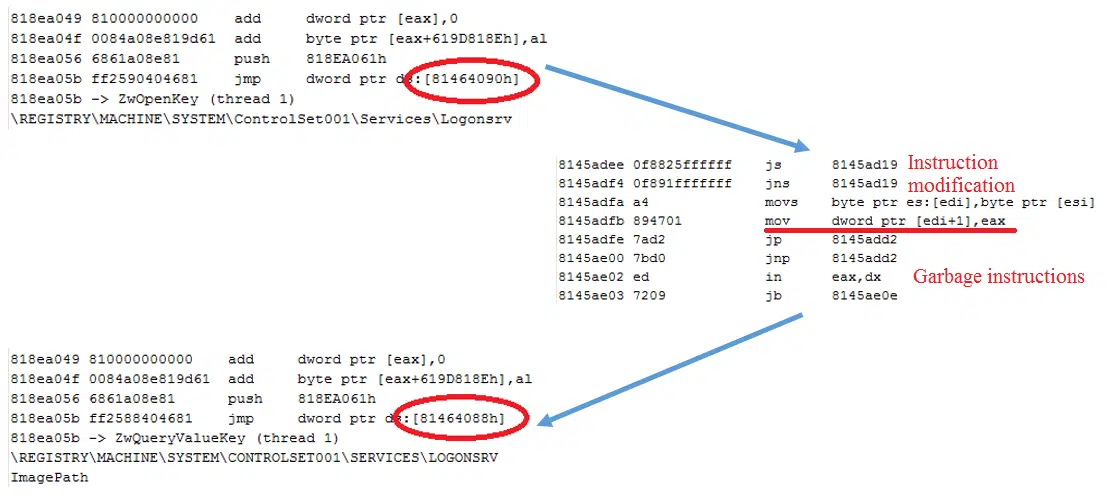 818ea049 810000000000 add dword ptr [eax],0
818ea04f 0084a08e819d61 add byte ptr [eax+619D818Eh],al
818ea056 6861a08e81 push 818EA061h
818ea05b ff2590404681 jmp dword ptr ds:[81464090h]
818ea05b -> ZwOpenKey (thread 1)
\REGISTRY\MACHINE\SYSTEM\ControlSet001\Services\Logonsrv
8145adee 0f8825ffffff js 8145ad19 Instruction
8145adf4 0f891fffffff jns 8145ad19 modification
8145adfa a4 movs byte ptr es:[edi],byte ptr [esi]
8145adfb 894701 mov dword ptr [edi+1],eax
8145adfe 7ad2 jp 8145add2
8145ae00 7bd0 jnp 8145add2
8145ae02 ed in eax,dx Garbage instructions
8145ae03 7209 jb 8145ae0e
818ea049 810000000000 add dword ptr [eax],0
818ea04f 0084a08e819d61 add byte ptr [eax+619D818Eh],al
818ea056 6861a08e81 push 818EA061h
818ea05b ff2588404681 jmp dword ptr ds:[81464088h]
818ea05b -> ZwQueryValueKey (thread 1)
\REGISTRY\MACHINE\SYSTEM\CONTROLSET001\SERVICES\LOGONSRV
ImagePath